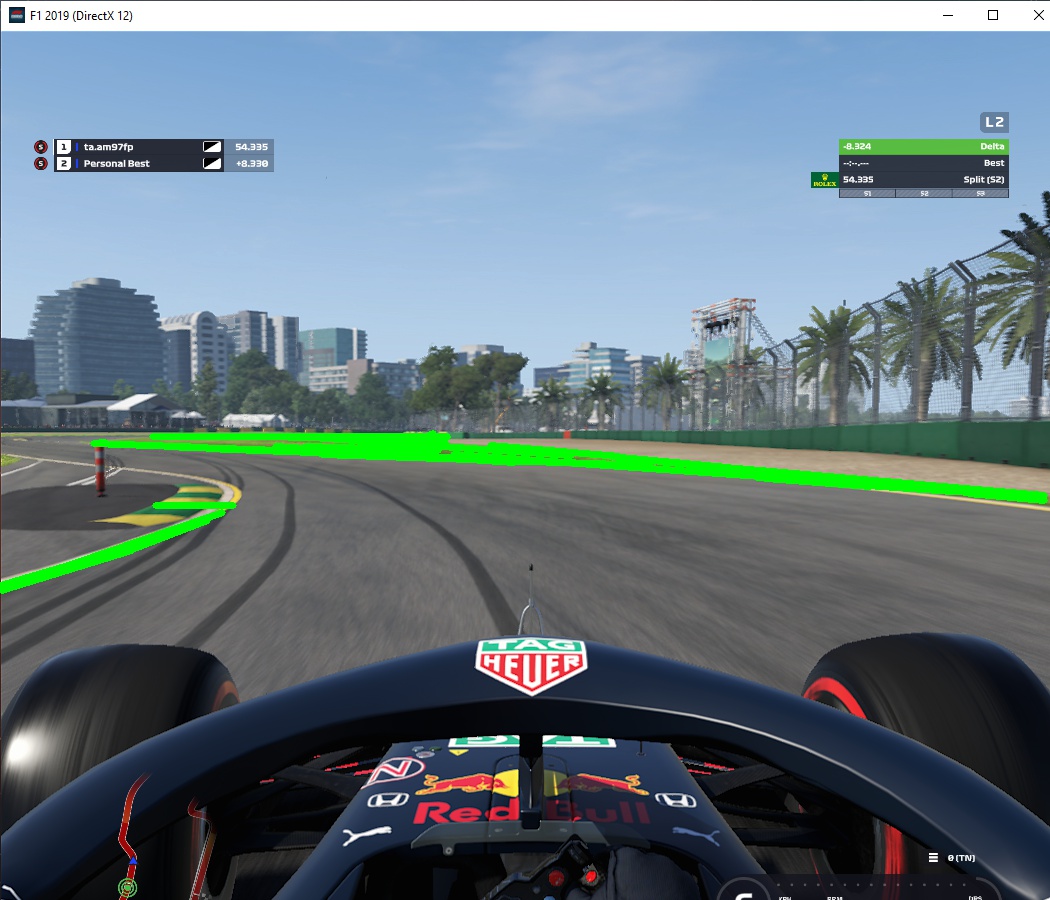 F1 2019 (DirectX 12)
L 2
S 1 ta.am97fp 54.335
S 2 Personal Best +8.330
-8.324 Delta
--:--.--- Best
ROLEX 54.335 Split (S2)
S1 S2 S3
TAG
HEUER
N
Red Bull
0 (TN)